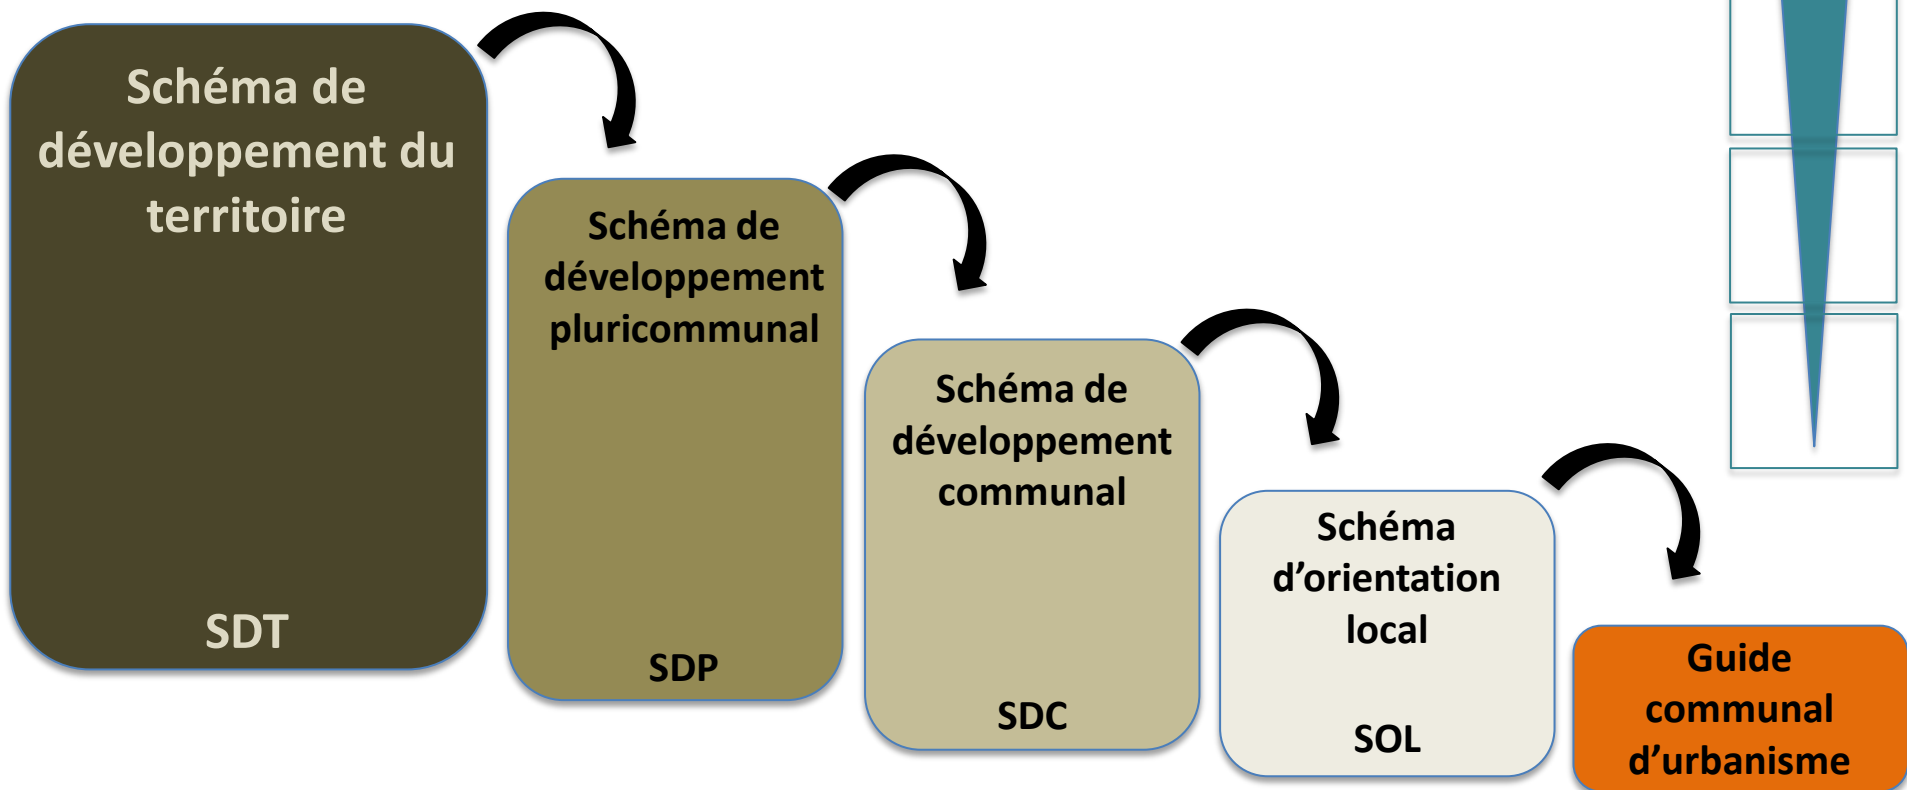 Schéma de
développement du
territoire
SDT
Schéma de
développement
pluricommunal
SDP
Schéma de
développement
communal
SDC
Schéma
d’orientation
local
SOL
Guide
communal
d’urbanisme